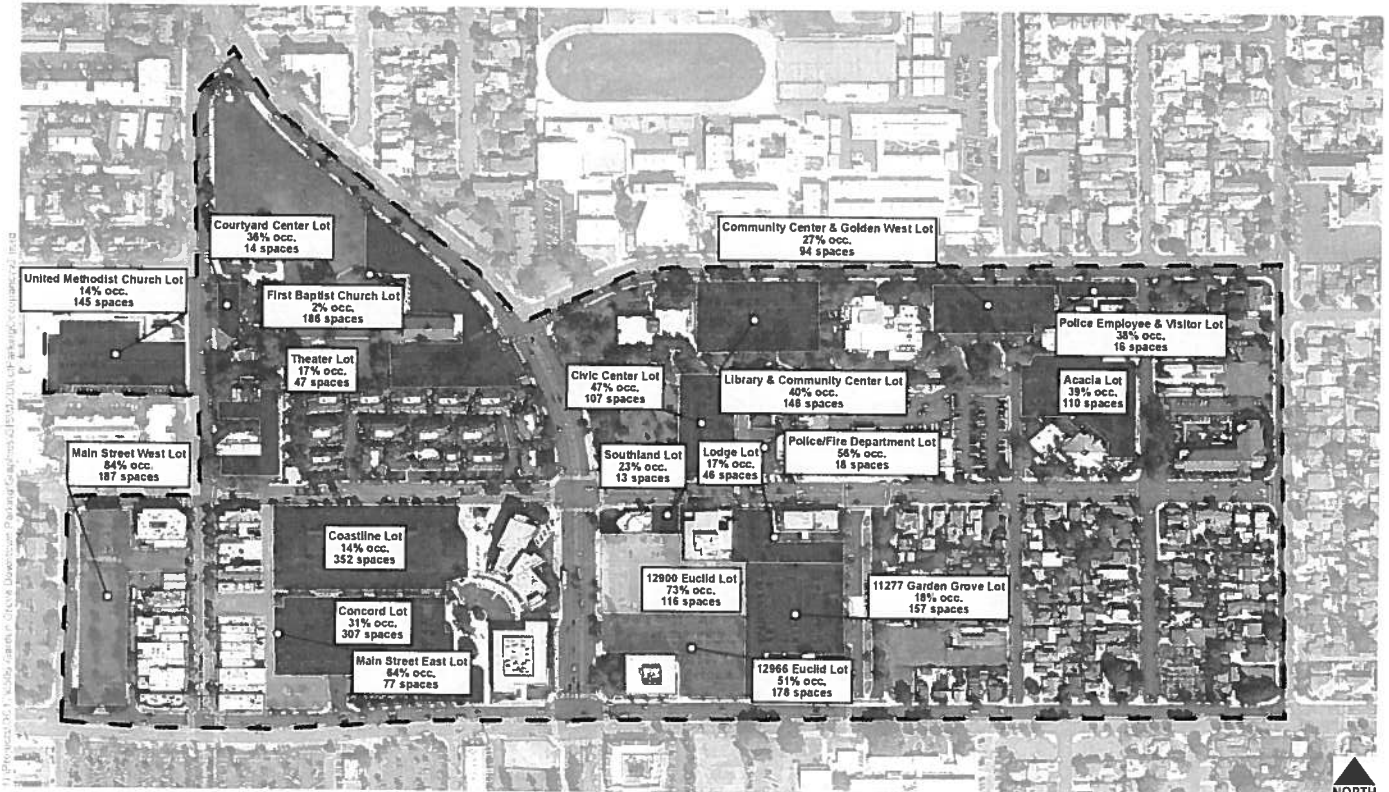 Courtyard Center Lot
36% occ.
14 spaces
Community Center & Golden West Lot
27% occ.
94 spaces
United Methodist Church Lot
14% occ.
145 spaces
First Baptist Church Lot
2% occ.
186 spaces
Police Employee & Visitor Lot
38% occ.
16 spaces
Theater Lot
17% occ.
47 spaces
Civic Center Lot
47% occ.
107 spaces
Library & Community Center Lot
40% occ.
146 spaces
Acacia Lot
39% occ.
110 spaces
Main Street West Lot
84% occ.
187 spaces
Southland Lot
23% occ.
13 spaces
Lodge Lot
17% occ.
46 spaces
Police/Fire Department Lot
56% occ.
18 spaces
Coastline Lot
14% occ.
352 spaces
12900 Euclid Lot
73% occ.
116 spaces
11277 Garden Grove Lot
18% occ.
157 spaces
Concord Lot
31% occ.
307 spaces
Main Street East Lot
64% occ.
77 spaces
12966 Euclid Lot
51% occ.
178 spaces
NORTH